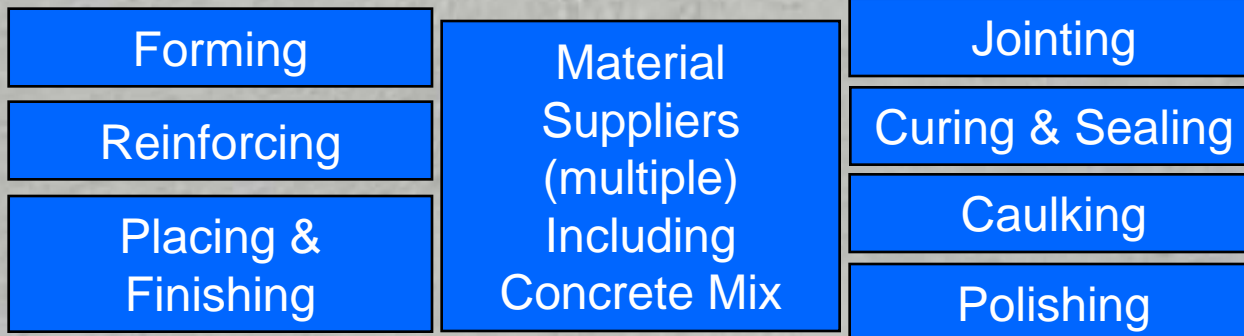 Forming
Reinforcing
Placing &
Finishing
Material
Suppliers
(multiple)
Including
Concrete Mix
Jointing
Curing & Sealing
Caulking
Polishing